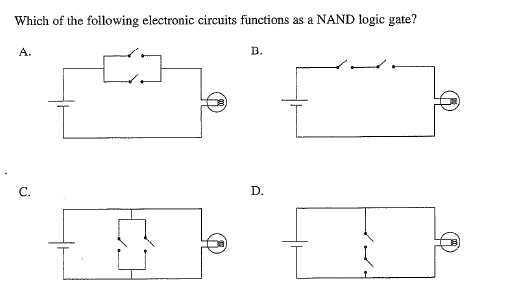 Which of the following electronic circuits functions as a NAND logic gate?
A.
B.
C.
D.